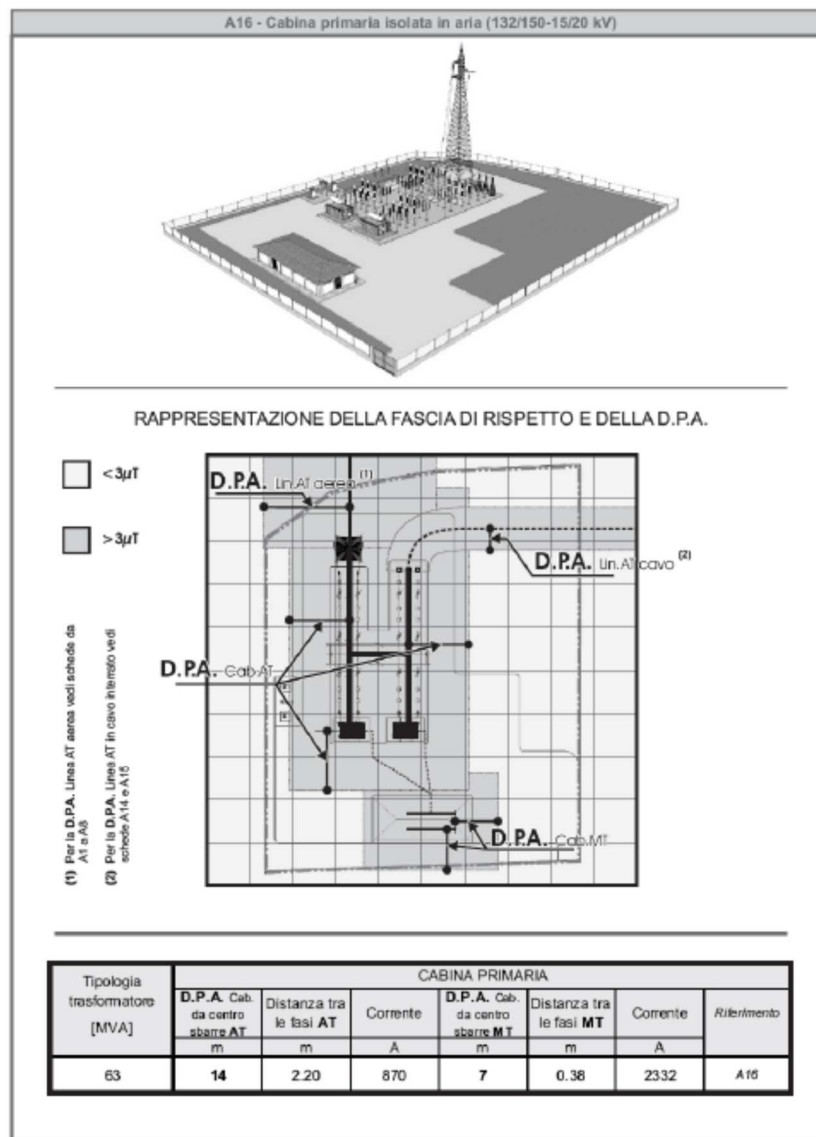 A16 - Cabina primaria isolata in aria (132/150-15/20 kV)
RAPPRESENTAZIONE DELLA FASCIA DI RISPETTO E DELLA D.P.A.
<3μT
>3μT
(1) Per la D.P.A. Linea AT aerea vedi schede da
A1 a A8
(2) Per la D.P.A. Linea AT in cavo interrato vedi
schede A14 e A15
D.P.A. Lin.AT aerea (1)
D.P.A. Lin.AT cavo (2)
D.P.A. Cab.AT
D.P.A. Cab.MT
Tipologia
trasformatore
[MVA]
CABINA PRIMARIA
D.P.A. Cab.
da centro
sbarre AT
Distanza tra
le fasi AT
Corrente
D.P.A. Cab.
da centro
sbarre MT
Distanza tra
le fasi MT
Corrente
Riferimento
m m A m m A
63 14 2.20 870 7 0.38 2332 A16